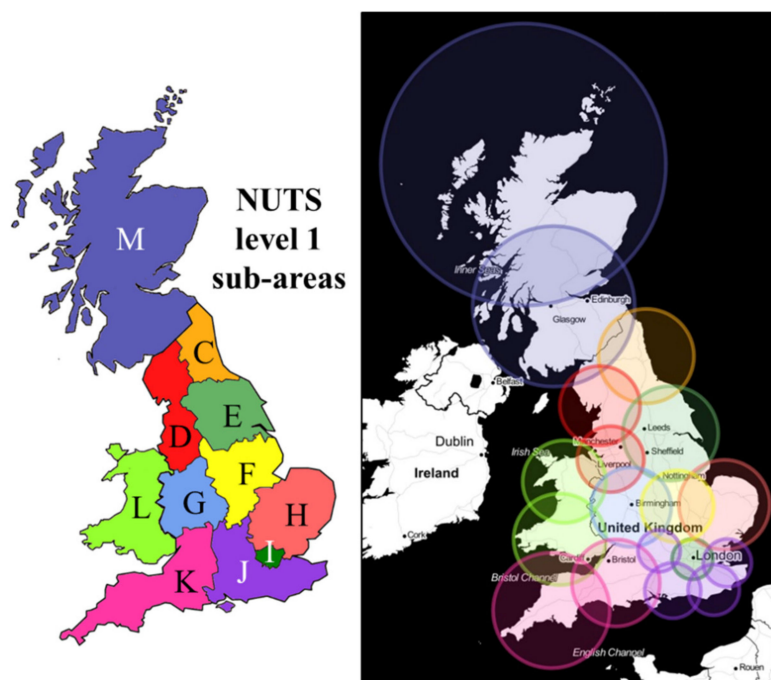 NUTS
level 1
sub-areas
M
C
E
D
F
L
G
H
I
J
K
Inner Seas
Edinburgh
Glasgow
Belfast
Leeds
Dublin
Manchester
Irish Sea
Sheffield
Liverpool
Ireland
Nottingham
Birmingham
United Kingdom
Cork
Cardiff
Bristol
London
Bristol Channel
English Channel
Rouen